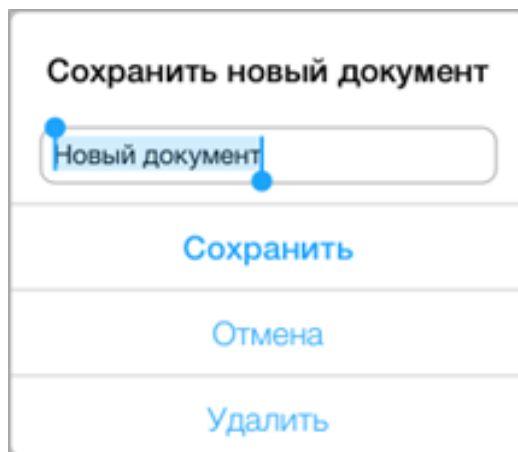 Сохранить новый документ
Новый документ
Сохранить
Отмена
Удалить